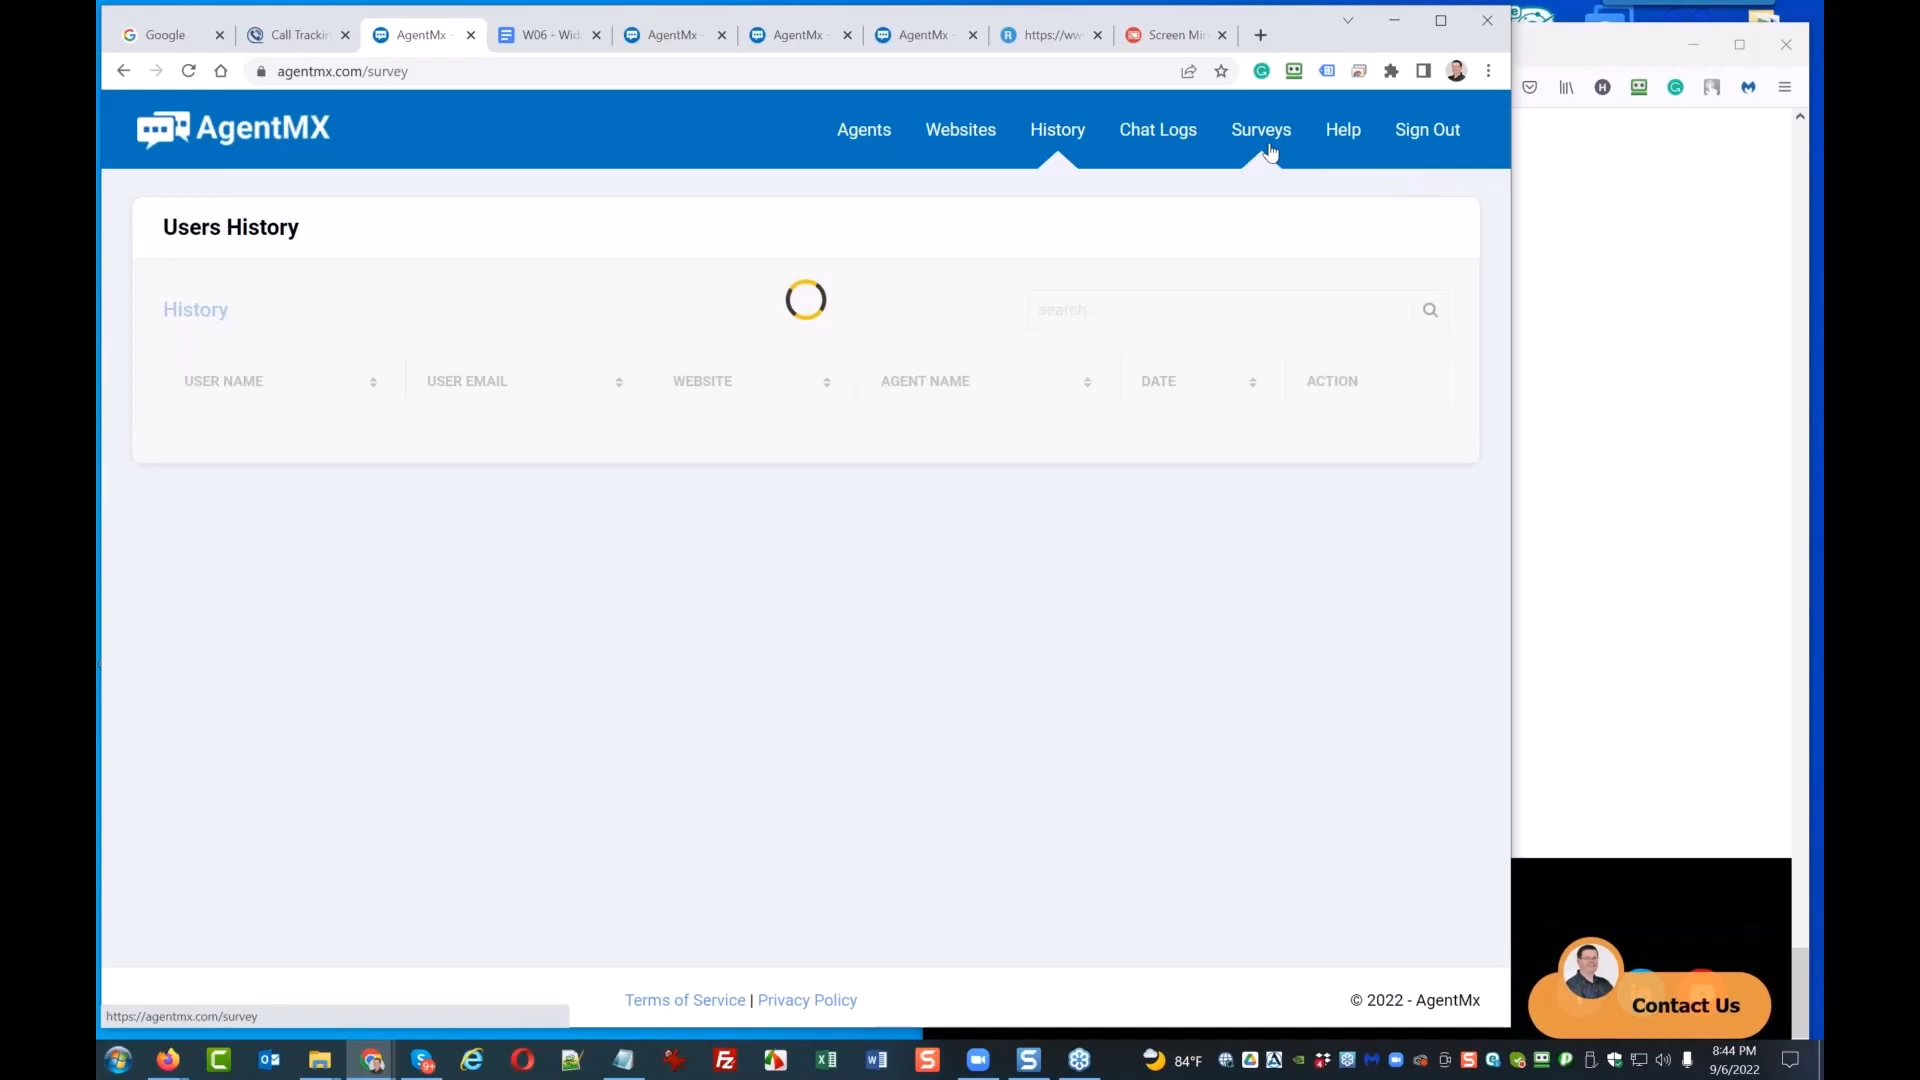 Google
Call Trackin
AgentMx -
W06 - Wid
AgentMx -
AgentMx -
AgentMx -
https://ww
Screen Mi
agentmx.com/survey
AgentMX
Agents
Websites
History
Chat Logs
Surveys
Help
Sign Out
Users History
History
search...
USER NAME
USER EMAIL
WEBSITE
AGENT NAME
DATE
ACTION
Terms of Service | Privacy Policy
© 2022 - AgentMx
https://agentmx.com/survey
Contact Us
84°F
8:44 PM
9/6/2022